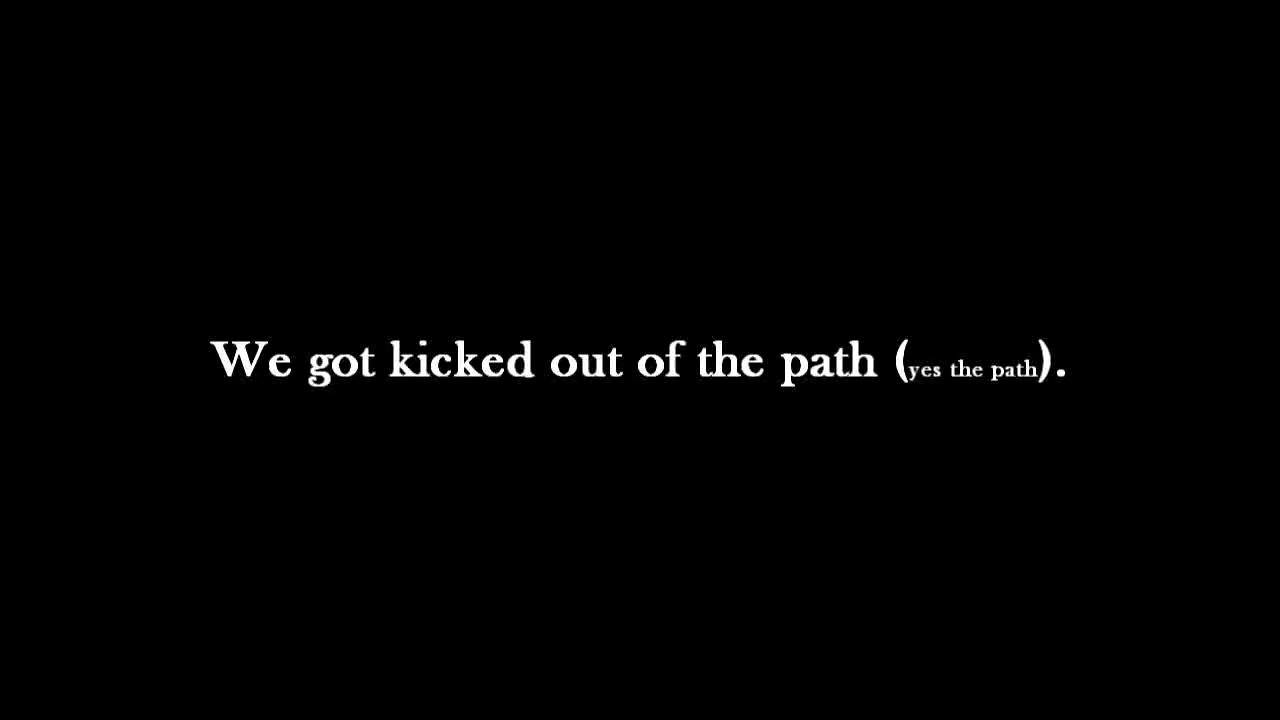 We got kicked out of the path (yes the path).